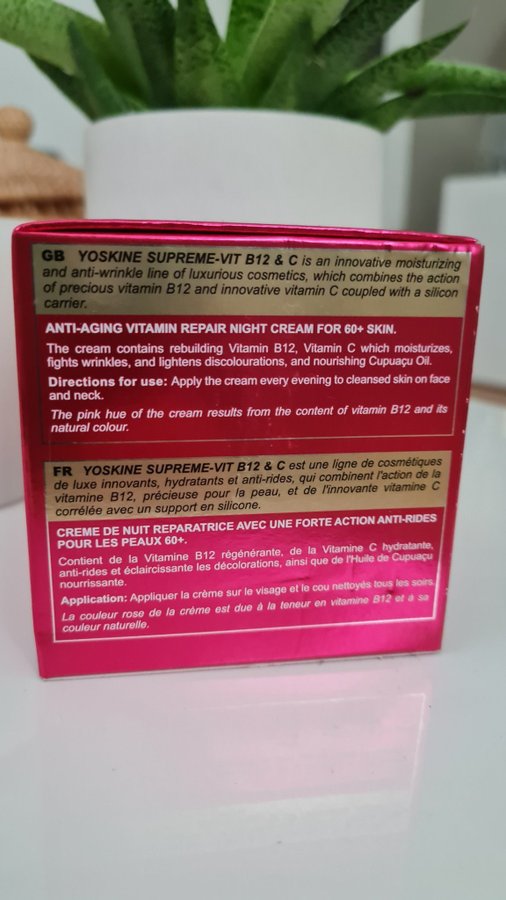 GB YOSKINE SUPREME-VIT B12 & C is an innovative moisturizing
and anti-wrinkle line of luxurious cosmetics, which combines the action
of precious vitamin B12 and innovative vitamin C coupled with a silicon
carrier.
ANTI-AGING VITAMIN REPAIR NIGHT CREAM FOR 60+ SKIN.
The cream contains rebuilding Vitamin B12, Vitamin C which moisturizes,
fights wrinkles, and lightens discolourations, and nourishing Cupuaçu Oil.
Directions for use: Apply the cream every evening to cleansed skin on face
and neck.
The pink hue of the cream results from the content of vitamin B12 and its
natural colour.
FR YOSKINE SUPREME-VIT B12 & C est une ligne de cosmétiques
de luxe innovants, hydratants et anti-rides, qui combinent l'action de la
vitamine B12, précieuse pour la peau, et de l'innovante vitamine C
corrélée avec un support en silicone.
CREME DE NUIT REPARATRICE AVEC UNE FORTE ACTION ANTI-RIDES
POUR LES PEAUX 60+.
Contient de la Vitamine B12 régénérante, de la Vitamine C hydratante,
anti-rides et éclaircissante les décolorations, ainsi que de l'Huile de Cupuaçu
nourrissante.
Application: Appliquer la crème sur le visage et le cou nettoyés tous les soirs.
La couleur rose de la crème est due à la teneur en vitamine B12 et à sa
couleur naturelle.